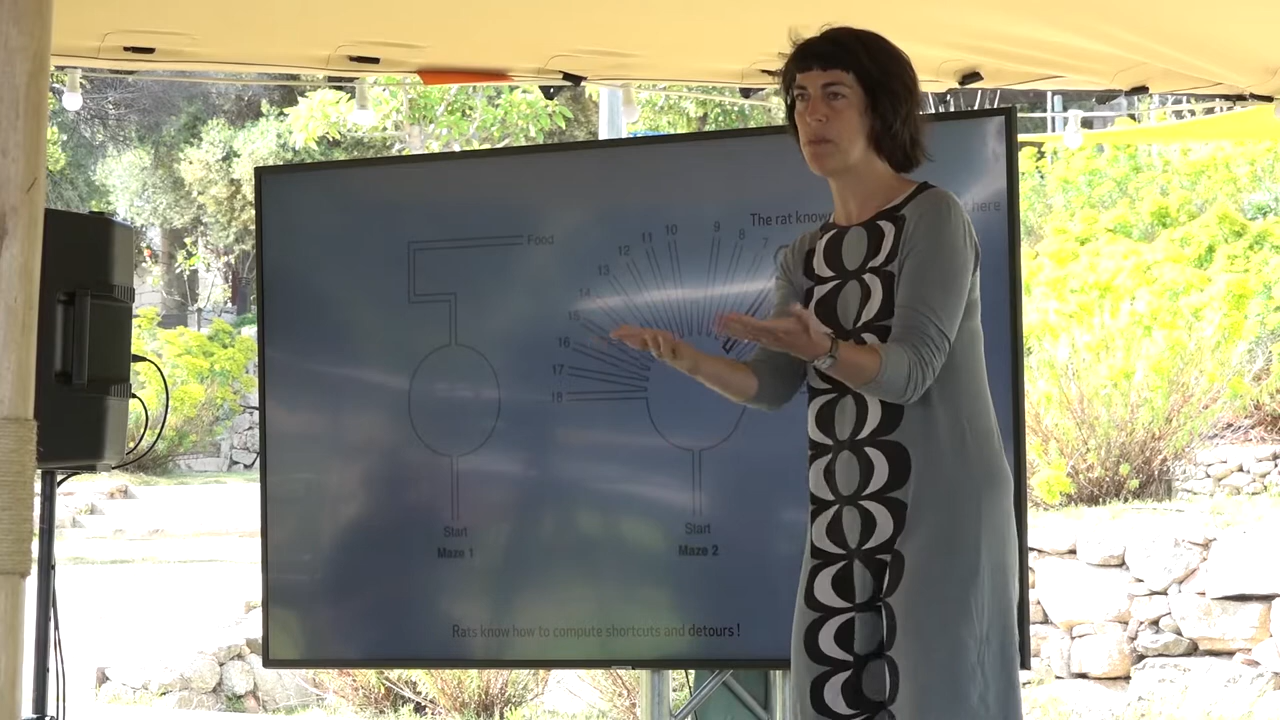 The rat know
here
Food
10
9
8
7
11
12
13
14
15
16
17
18
Start
Maze 1
Start
Maze 2
Rats know how to compute shortcuts and detours !